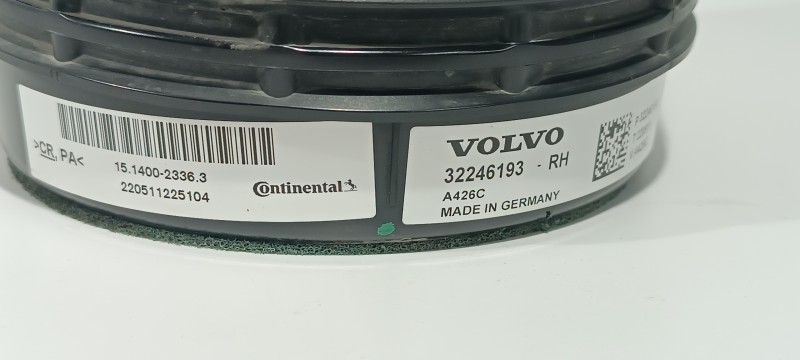 >CR, PA<
15.1400-2336.3
220511225104
Continental
VOLVO
32246193 - RH
A426C
MADE IN GERMANY